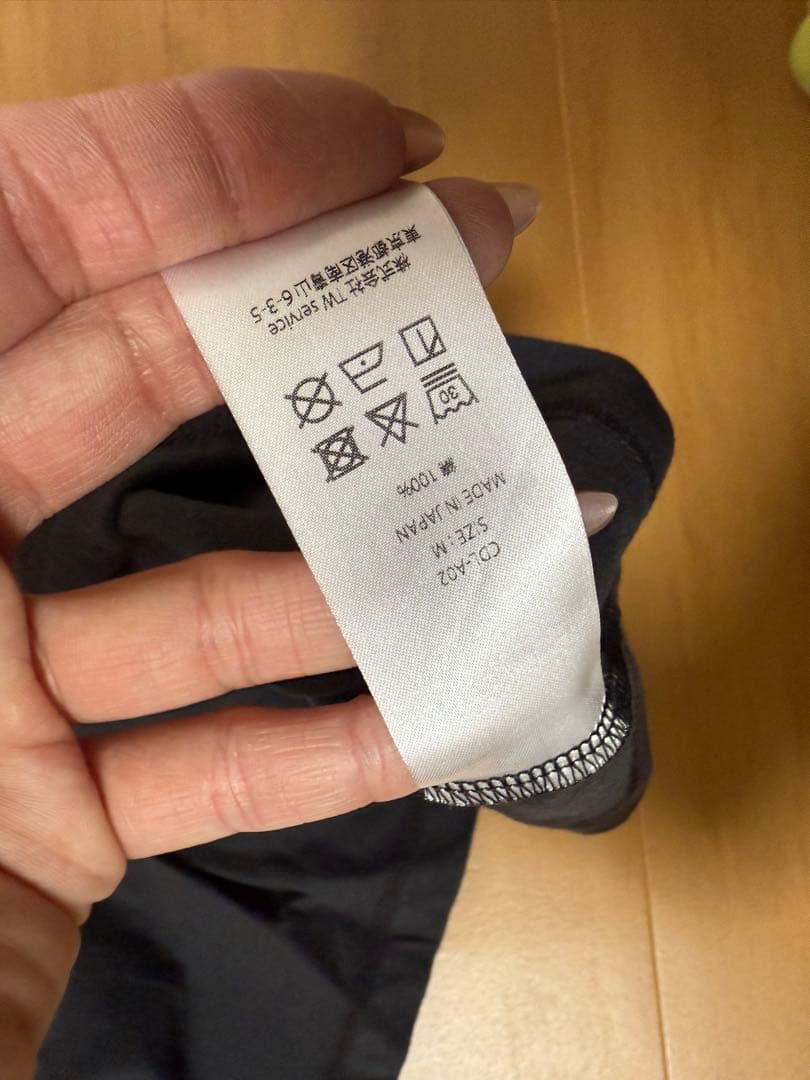 CDL-A02
SIZE : M
MADE IN JAPAN
綿 100%
30
株式会社 TW service
東京都港区南青山 6-3-5